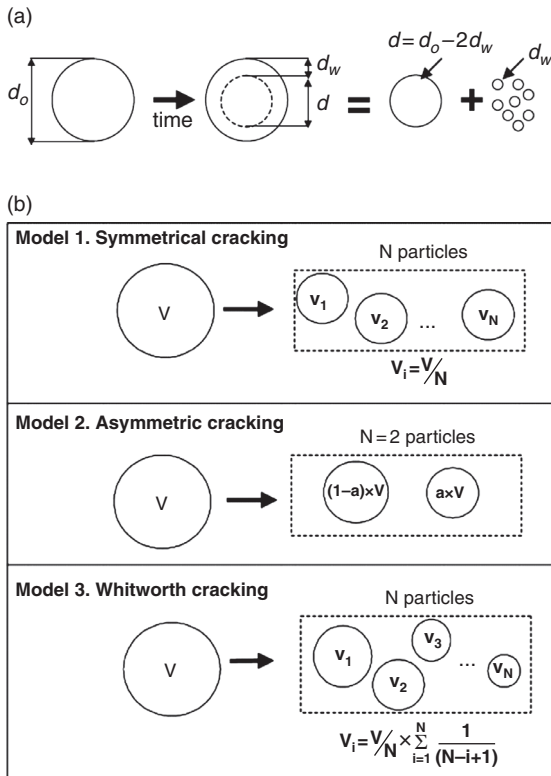 (a)
d_o
time
d_w
d
=
d = d_o – 2d_w
+
d_w
(b)
Model 1. Symmetrical cracking
N particles
V
v_1
v_2
...
v_N
V_i = V/N
Model 2. Asymmetric cracking
N = 2 particles
V
(1–a)×V
a×V
Model 3. Whitworth cracking
N particles
V
v_1
v_2
v_3
...
v_N
V_i = V/N × Σ_{i=1}^{N} 1/(N–i+1)